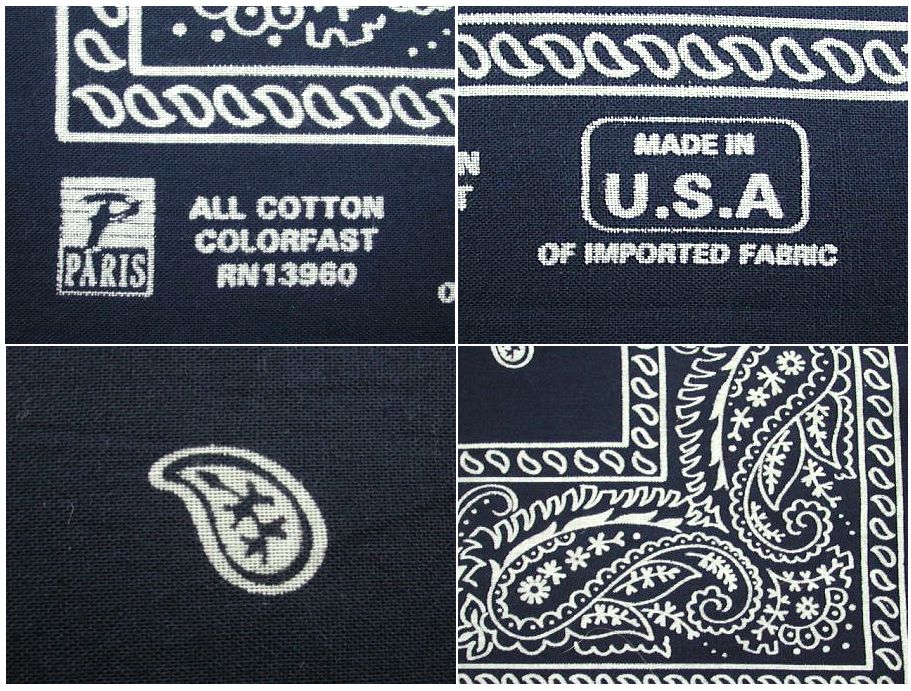 PARIS
ALL COTTON
COLORFAST
RN13960
MADE IN
U.S.A
OF IMPORTED FABRIC